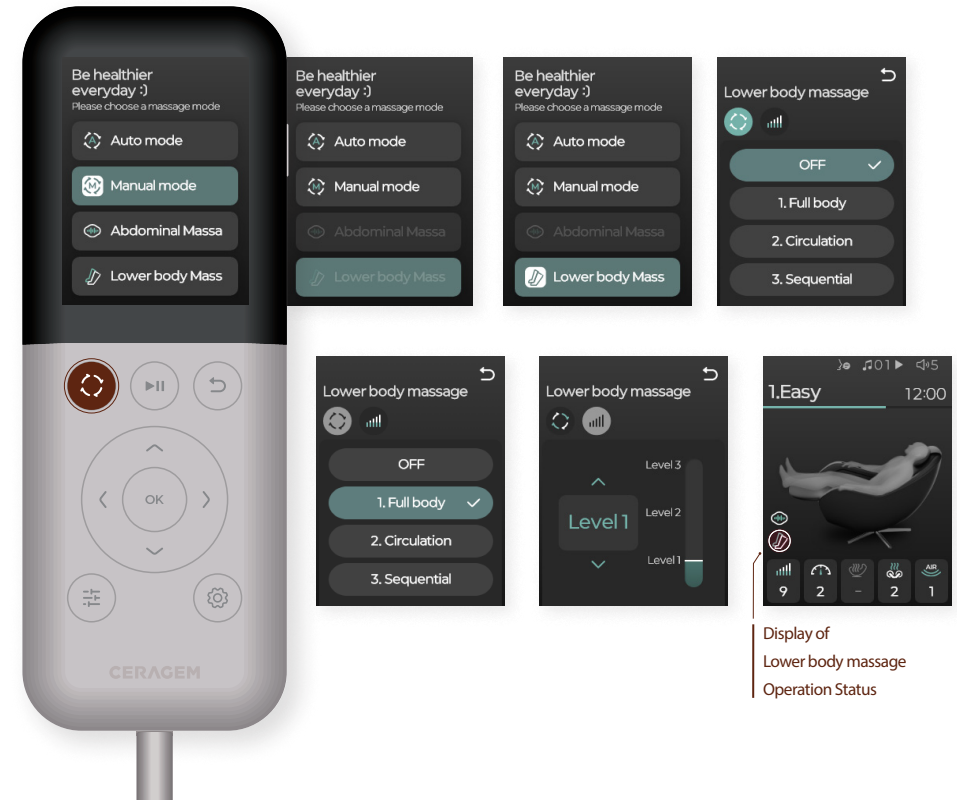 Be healthier
everyday :)
Please choose a massage mode
Auto mode
Manual mode
Abdominal Massa
Lower body Mass
OK
CERAGEM
Be healthier
everyday :)
Please choose a massage mode
Auto mode
Manual mode
Abdominal Massa
Lower body Mass
Be healthier
everyday :)
Please choose a massage mode
Auto mode
Manual mode
Abdominal Massa
Lower body Mass
Lower body massage
OFF
1. Full body
2. Circulation
3. Sequential
Lower body massage
OFF
1. Full body
2. Circulation
3. Sequential
Lower body massage
Level 3
Level 1
Level 2
Level 1
01 5
1.Easy 12:00
AIR
9 2 - 2 1
Display of
Lower body massage
Operation Status